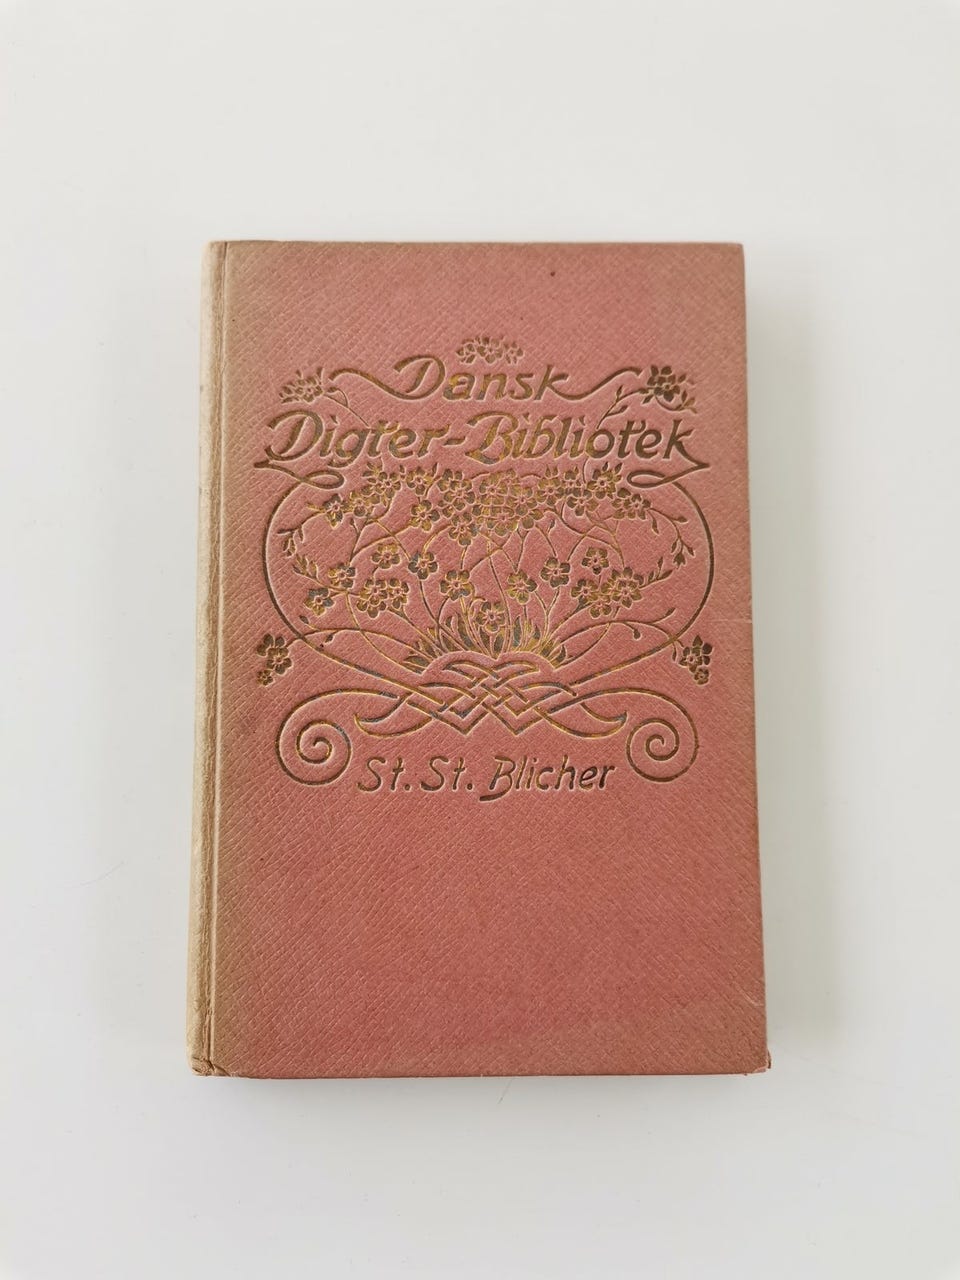 Dansk
Digter-Bibliotek
St. St. Blicher